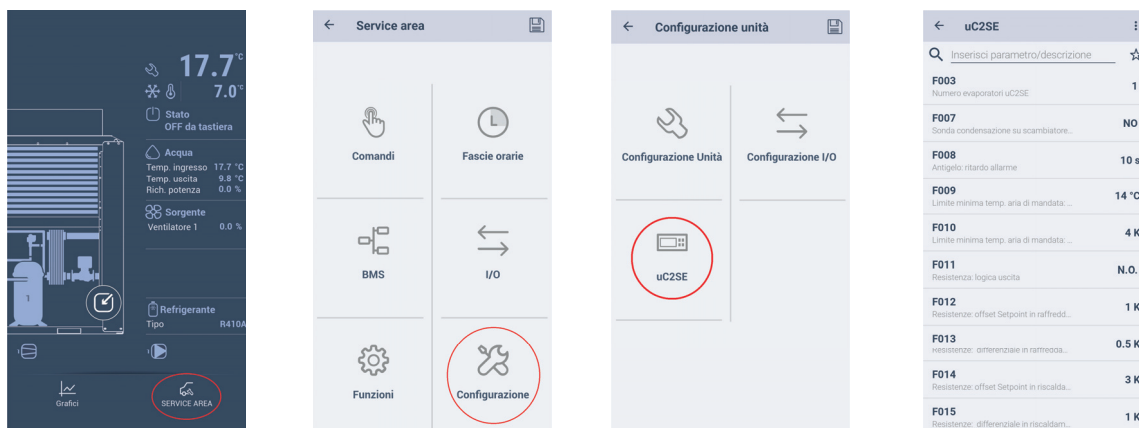 17.7°C
7.0°C
Stato
OFF da tastiera
Acqua
Temp. ingresso 17.7 °C
Temp. uscita 9.8 °C
Rich. potenza 0.0 %
Sorgente
Ventilatore 1 0.0 %
1
Refrigerante
Tipo R410A
1
1
Grafici
SERVICE AREA
Service area
Comandi
Fascie orarie
BMS
I/O
Funzioni
Configurazione
Configurazione unità
Configurazione Unità
Configurazione I/O
uC2SE
uC2SE
Inserisci parametro/descrizione
F003 1
Numero evaporatori uC2SE
F007 NO
Sonda condensazione su scambiatore...
F008 10 s
Antigelo: ritardo allarme
F009 14 °C
Limite minima temp. aria di mandata: ...
F010 4 K
Limite minima temp. aria di mandata: ...
F011 N.O.
Resistenza: logica uscita
F012 1 K
Resistenze: offset Setpoint in raffredd...
F013 0.5 K
Resistenze: differenziale in raffredda...
F014 3 K
Resistenze: offset Setpoint in riscalda...
F015 1 K
Resistenze: differenziale in riscaldam...